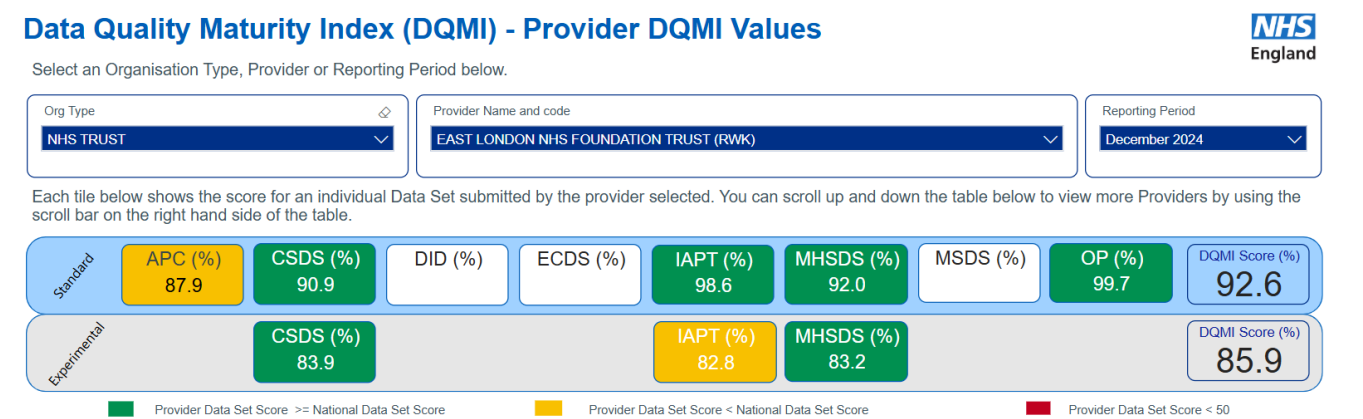 Data Quality Maturity Index (DQMI) - Provider DQMI Values
NHS
England
Select an Organisation Type, Provider or Reporting Period below.
Org Type
NHS TRUST
Provider Name and code
EAST LONDON NHS FOUNDATION TRUST (RWK)
Reporting Period
December 2024
Each tile below shows the score for an individual Data Set submitted by the provider selected. You can scroll up and down the table below to view more Providers by using the
scroll bar on the right hand side of the table.
Standard
APC (%)
87.9
CSDS (%)
90.9
DID (%)
ECDS (%)
IAPT (%)
98.6
MHSDS (%)
92.0
MSDS (%)
OP (%)
99.7
DQMI Score (%)
92.6
Experimental
CSDS (%)
83.9
IAPT (%)
82.8
MHSDS (%)
83.2
DQMI Score (%)
85.9
Provider Data Set Score >= National Data Set Score
Provider Data Set Score < National Data Set Score
Provider Data Set Score < 50